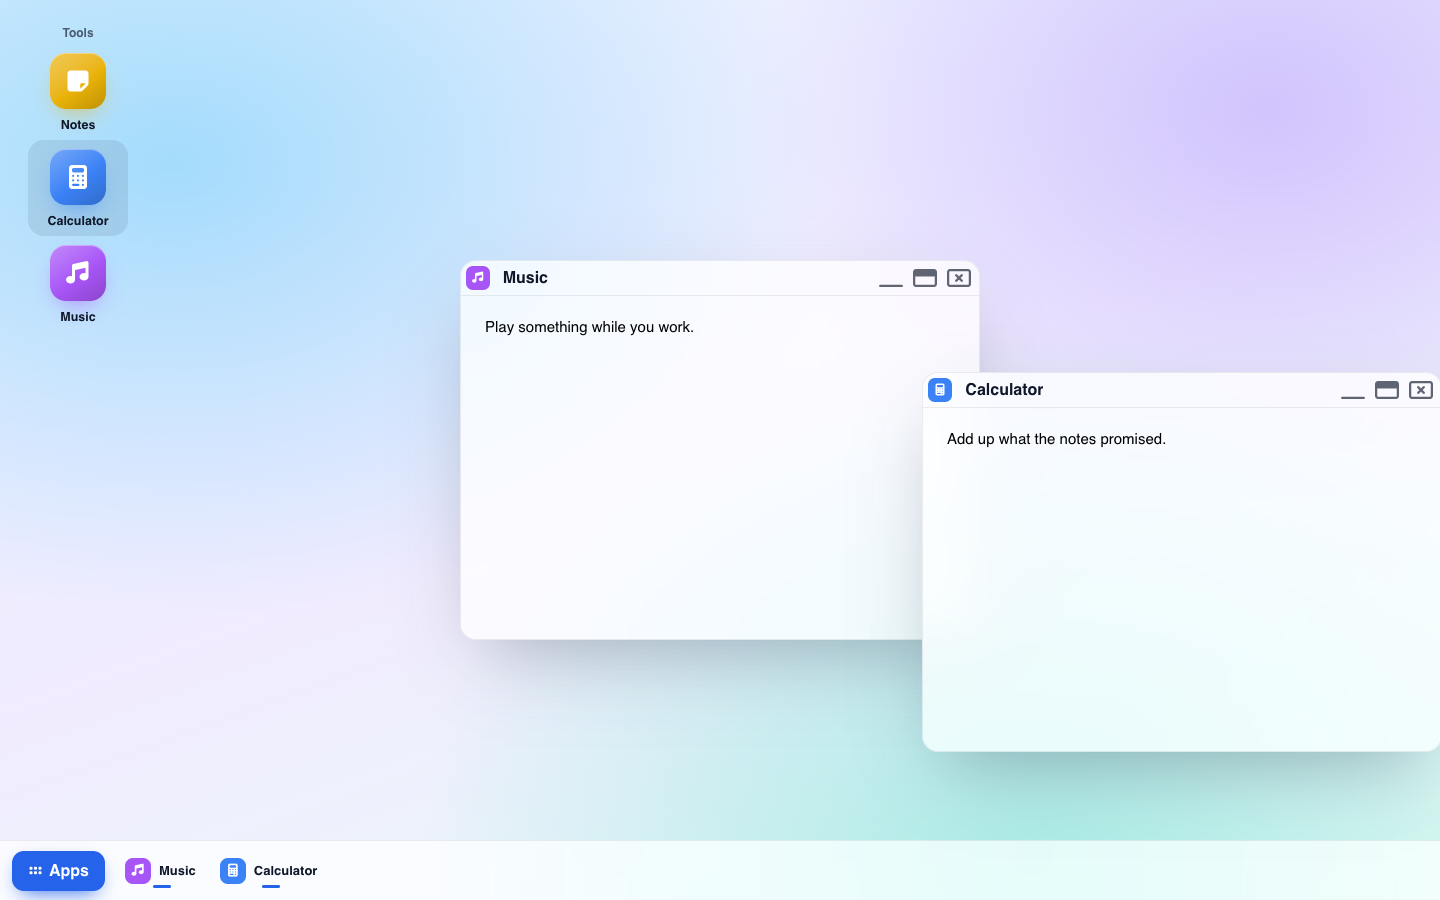 Tools
Notes
Calculator
Music
Music
Play something while you work.
Calculator
Add up what the notes promised.
Apps
Music
Calculator